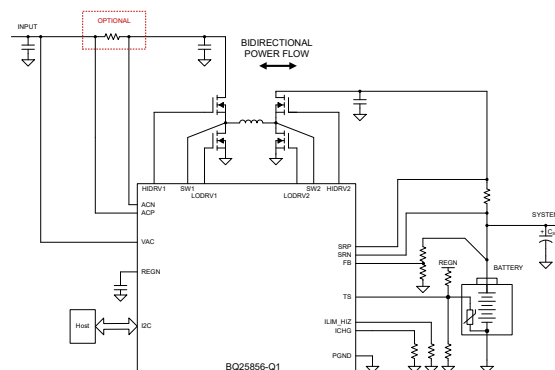 INPUT
OPTIONAL
BIDIRECTIONAL
POWER FLOW
HIDRV1
SW1
LODRV1
LODRV2
SW2
HIDRV2
ACN
ACP
VAC
REGN
Host
I2C
SRP
SRN
FB
TS
ILIM_HIZ
ICHG
PGND
REGN
BATTERY
SYSTEM
+
BQ25856-Q1